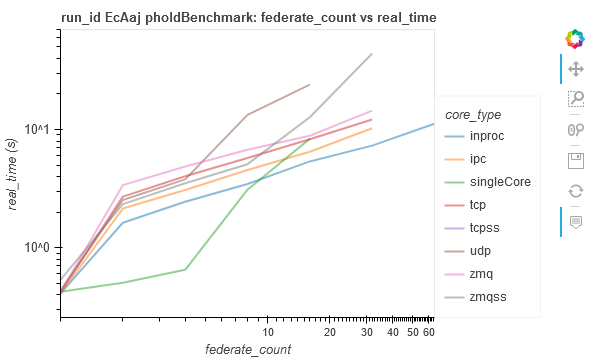 run_id EcAaj pholdBenchmark: federate_count vs real_time
real_time (s)
10^1
10^0
10
20
30
40
50
60
federate_count
core_type
inproc
ipc
singleCore
tcp
tcpss
udp
zmq
zmqss